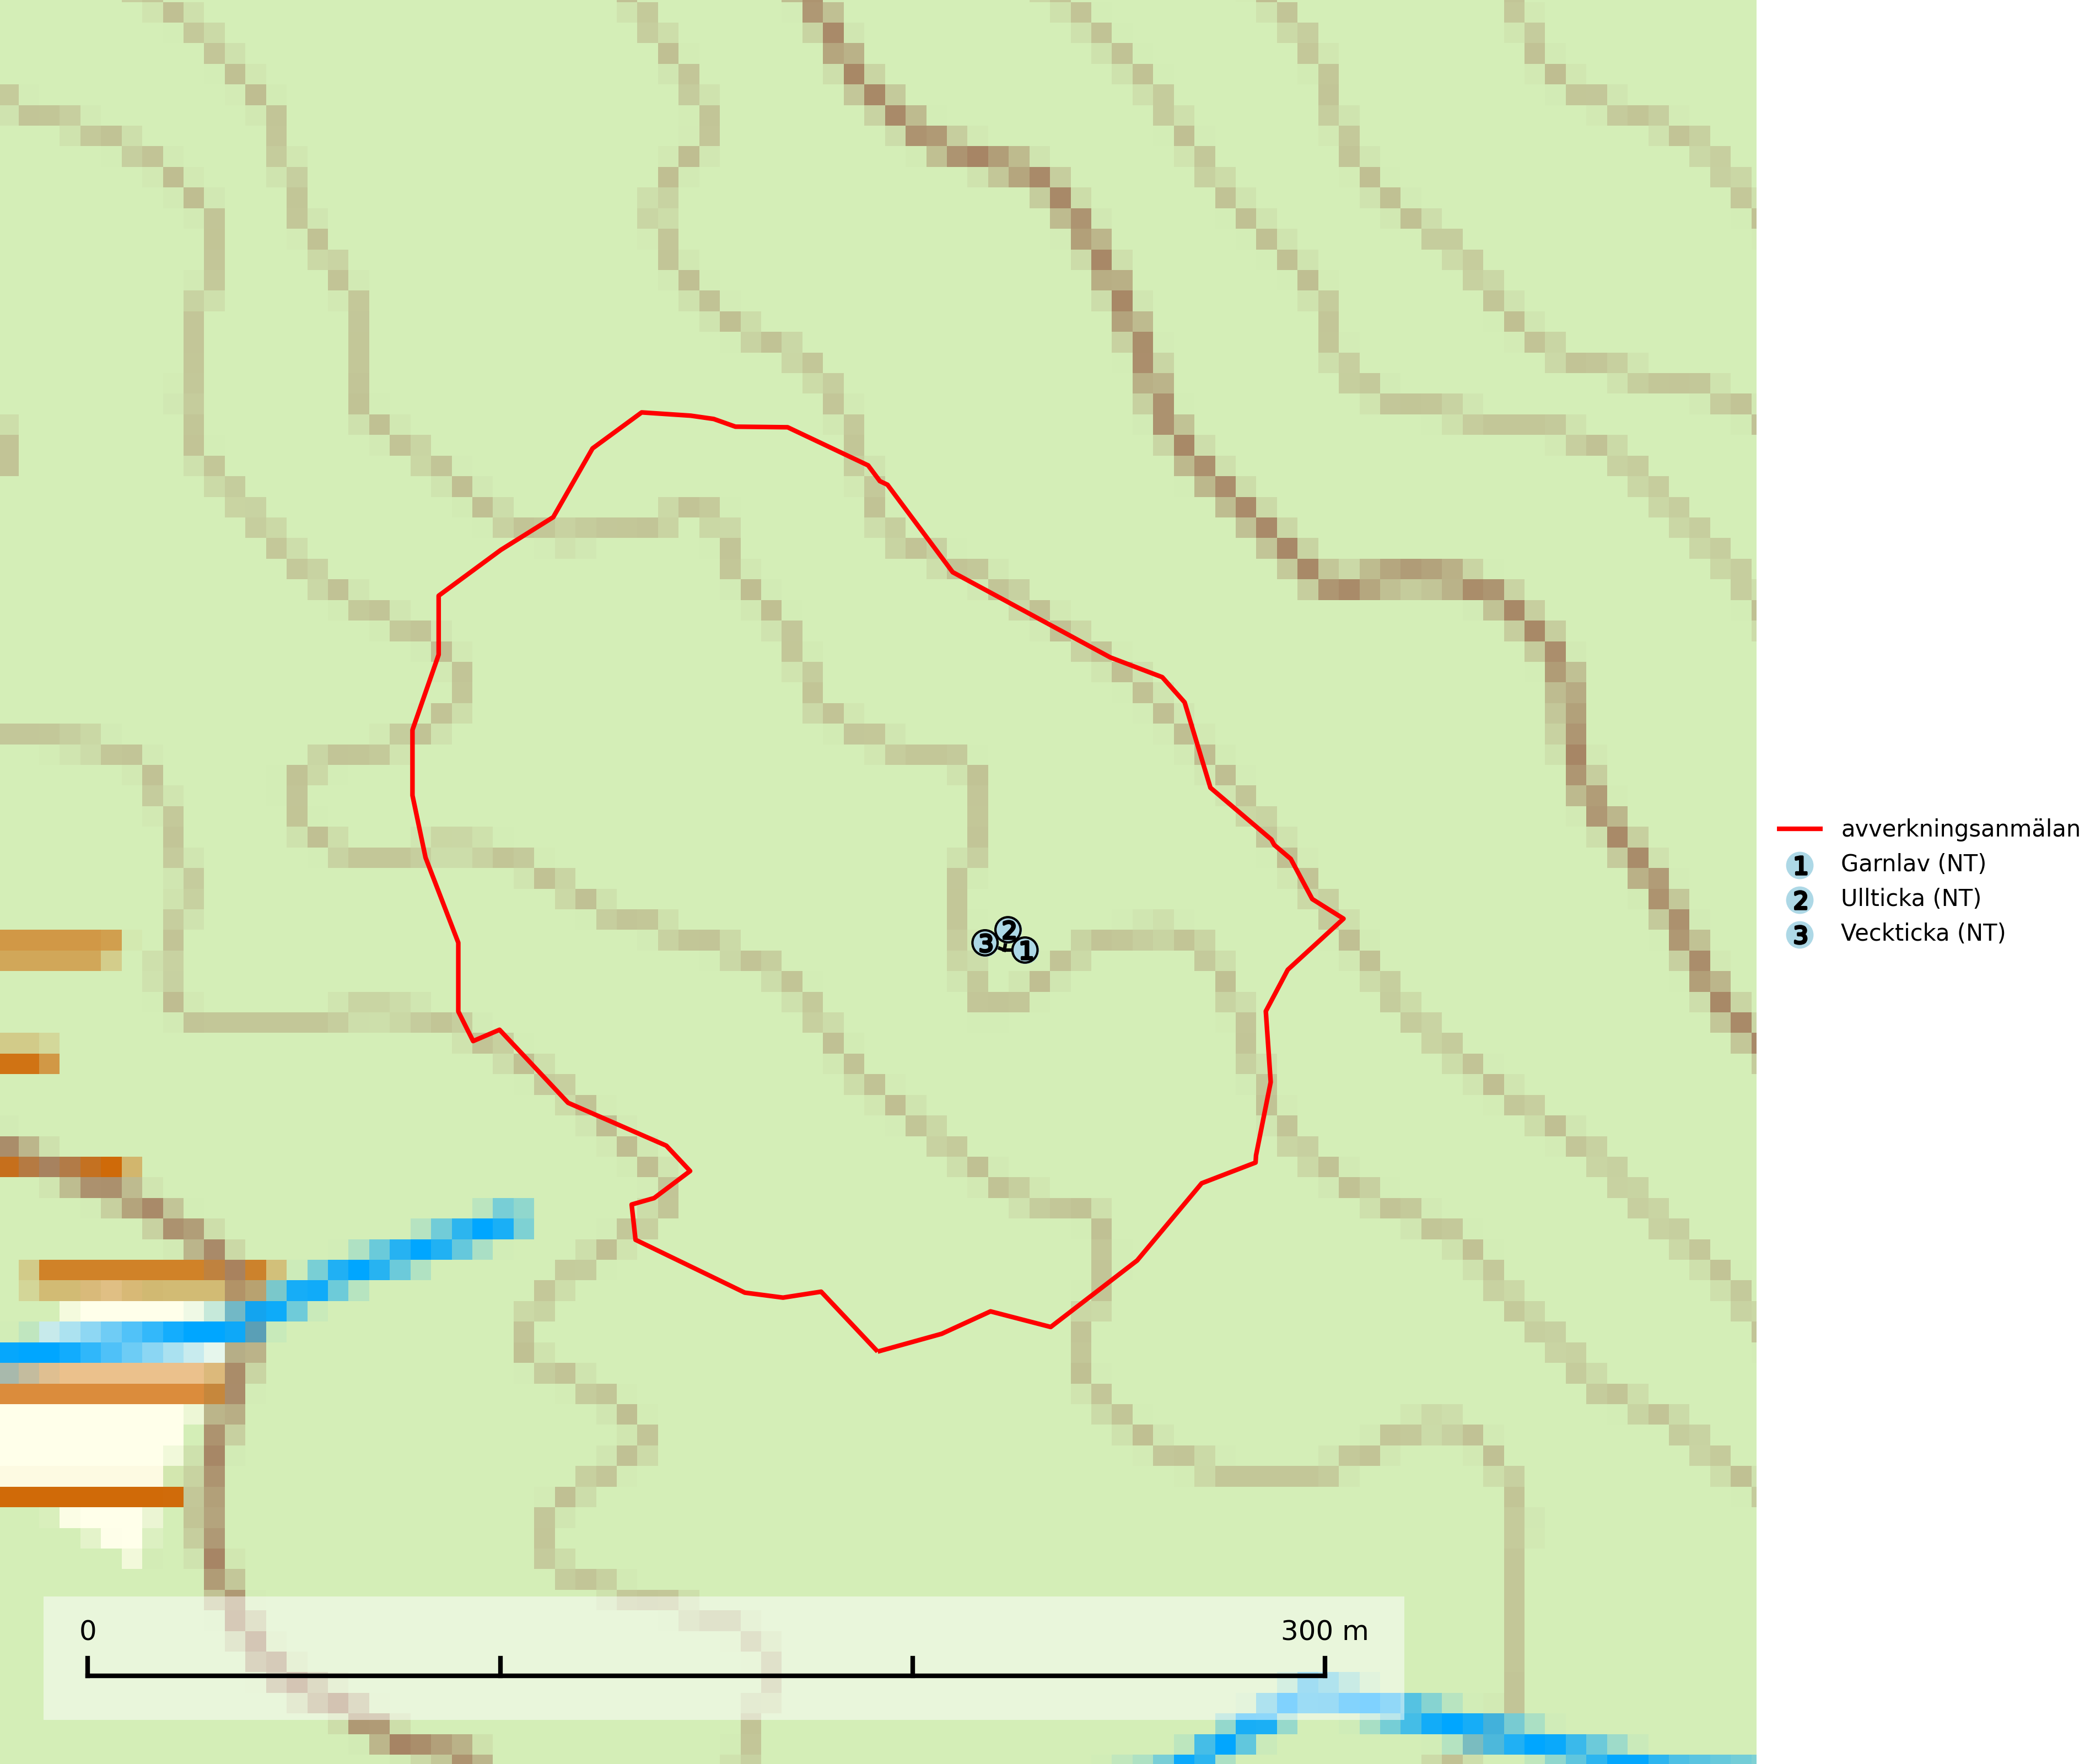 avverkningsanmälan
1 Garnlav (NT)
2 Ullticka (NT)
3 Veckticka (NT)
2
3
1
0 300 m